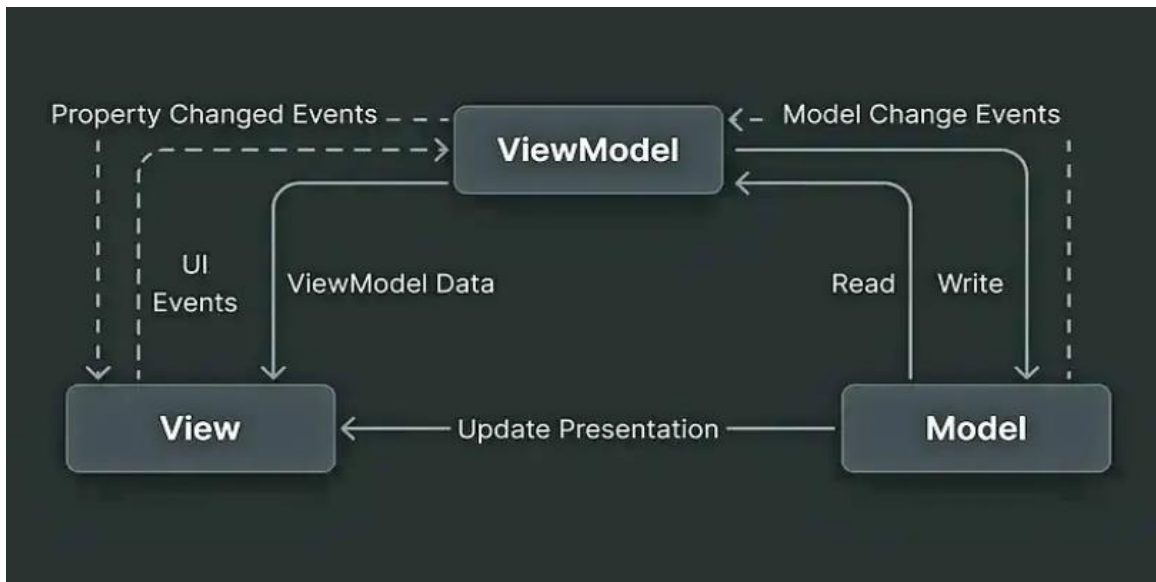 Property Changed Events
Model Change Events
ViewModel
UI
Events
ViewModel Data
Read
Write
View
Update Presentation
Model